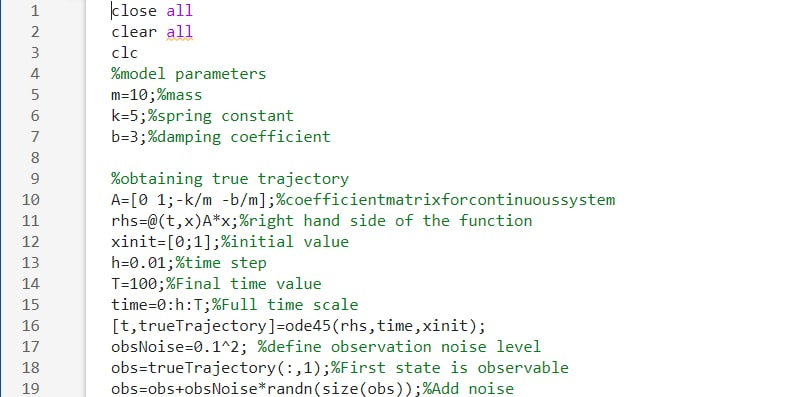 1 close all
2 clear all
3 clc
4 %model parameters
5 m=10;%mass
6 k=5;%spring constant
7 b=3;%damping coefficient
8
9 %obtaining true trajectory
10 A=[0 1;-k/m -b/m];%coefficientmatrixforcontinuoussystem
11 rhs=@(t,x)A*x;%right hand side of the function
12 xinit=[0;1];%initial value
13 h=0.01;%time step
14 T=100;%Final time value
15 time=0:h:T;%Full time scale
16 [t,trueTrajectory]=ode45(rhs,time,xinit);
17 obsNoise=0.1^2; %define observation noise level
18 obs=trueTrajectory(:,1);%First state is observable
19 obs=obs+obsNoise*randn(size(obs));%Add noise